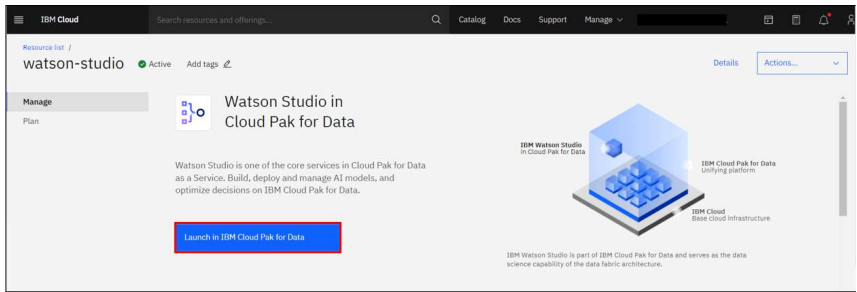 IBM Cloud
Search resources and offerings...
Catalog
Docs
Support
Manage
Resource list /
watson-studio
Active
Add tags
Details
Actions...
Manage
Plan
Watson Studio in
Cloud Pak for Data
Watson Studio is one of the core services in Cloud Pak for Data
as a Service. Build, deploy and manage AI models, and
optimize decisions on IBM Cloud Pak for Data.
Launch in IBM Cloud Pak for Data
IBM Watson Studio
in Cloud Pak for Data
IBM Cloud Pak for Data
Unifying platform
IBM Cloud
Base cloud infrastructure
IBM Watson Studio is part of IBM Cloud Pak for Data and serves as the data
science capability of the data fabric architecture.